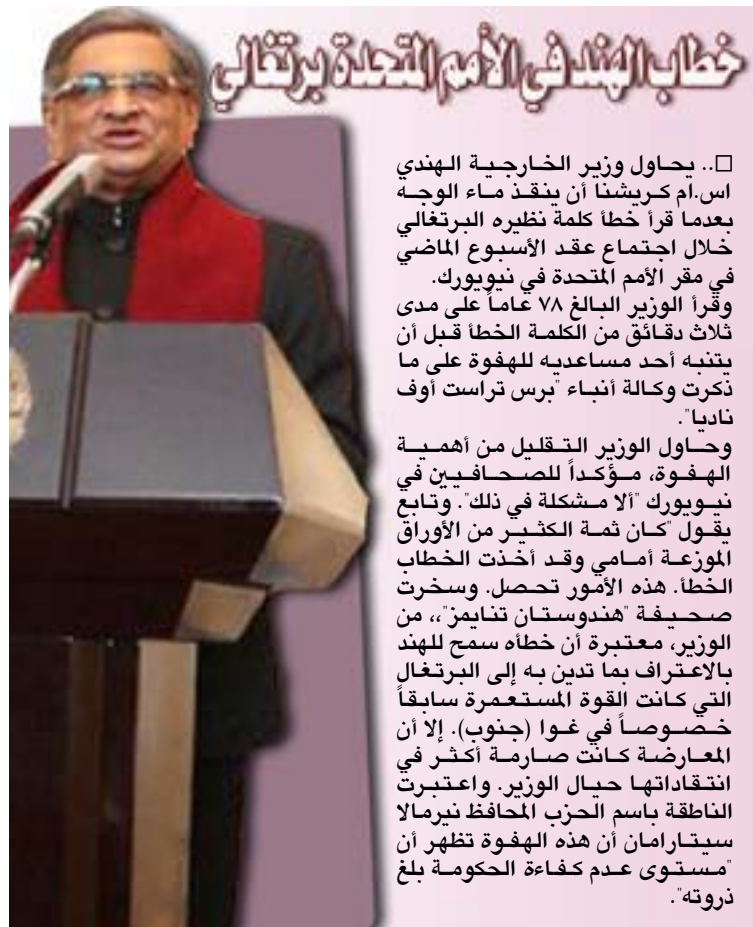 خطاب الهند في الأمم المتحدة برتغالي
□.. يحاول وزير الخارجية الهندي
اس.ام كريشنا أن ينقذ ماء الوجه
بعدما قرأ خطأ كلمة نظيره البرتغالي
خلال اجتماع عقد الأسبوع الماضي
في مقر الأمم المتحدة في نيويورك.
وقرأ الوزير البالغ ٧٨ عاماً على مدى
ثلاث دقائق من الكلمة الخطأ قبل أن
يتنبه أحد مساعديه للهفوة على ما
ذكرت وكالة أنباء "برس تراست أوف
ناديا".
وحاول الوزير التقليل من أهمية
الهفوة، مؤكداً للصحافيين في
نيويورك "ألا مشكلة في ذلك". وتابع
يقول "كان ثمة الكثير من الأوراق
الموزعة أمامي وقد أخذت الخطاب
الخطأ. هذه الأمور تحصل. وسخرت
صحيفة "هندوستان تنايمز"،، من
الوزير، معتبرة أن خطأه سمح للهند
بالاعتراف بما تدين به إلى البرتغال
التي كانت القوة المستعمرة سابقاً
خصوصاً في غوا (جنوب). إلا أن
المعارضة كانت صارمة أكثر في
انتقاداتها حيال الوزير. واعتبرت
الناطقة باسم الحزب المحافظ نيرمالا
سيتارامان أن هذه الهفوة تظهر أن
"مستوى عدم كفاءة الحكومة بلغ
ذروته".